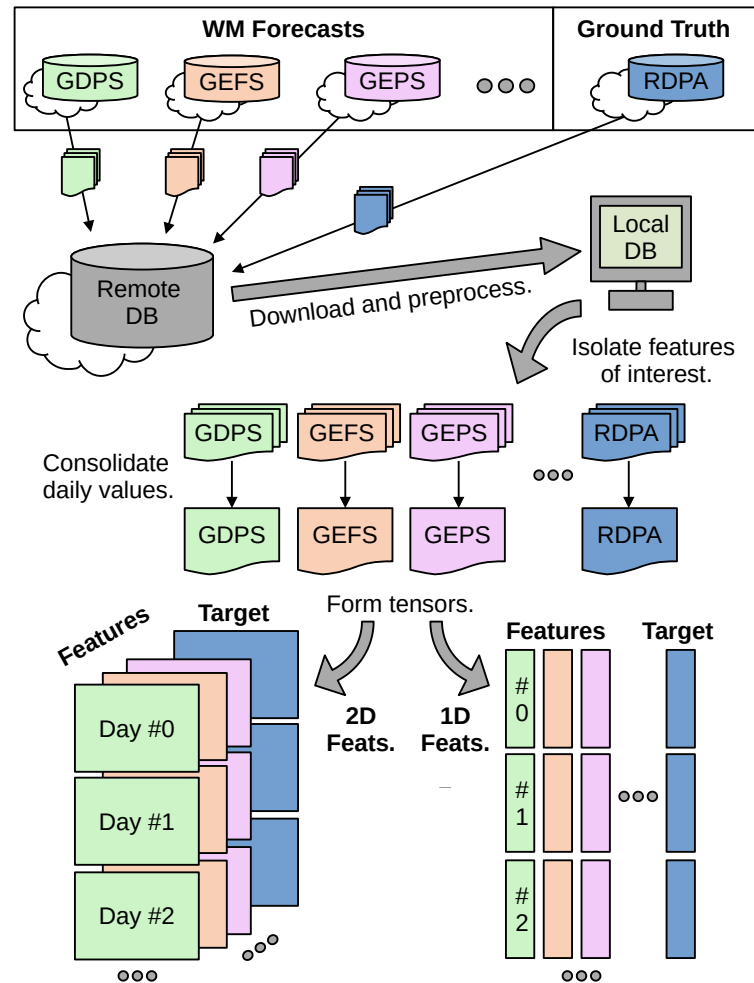 WM Forecasts
Ground Truth
GDPS
GEFS
GEPS
RDPA
Remote
DB
Local
DB
Download and preprocess.
Isolate features
of interest.
Consolidate
daily values.
GDPS
GEFS
GEPS
RDPA
GDPS
GEFS
GEPS
RDPA
Form tensors.
Features
Target
2D
Feats.
1D
Feats.
Features
Target
Day #0
Day #1
Day #2
#
0
#
1
#
2